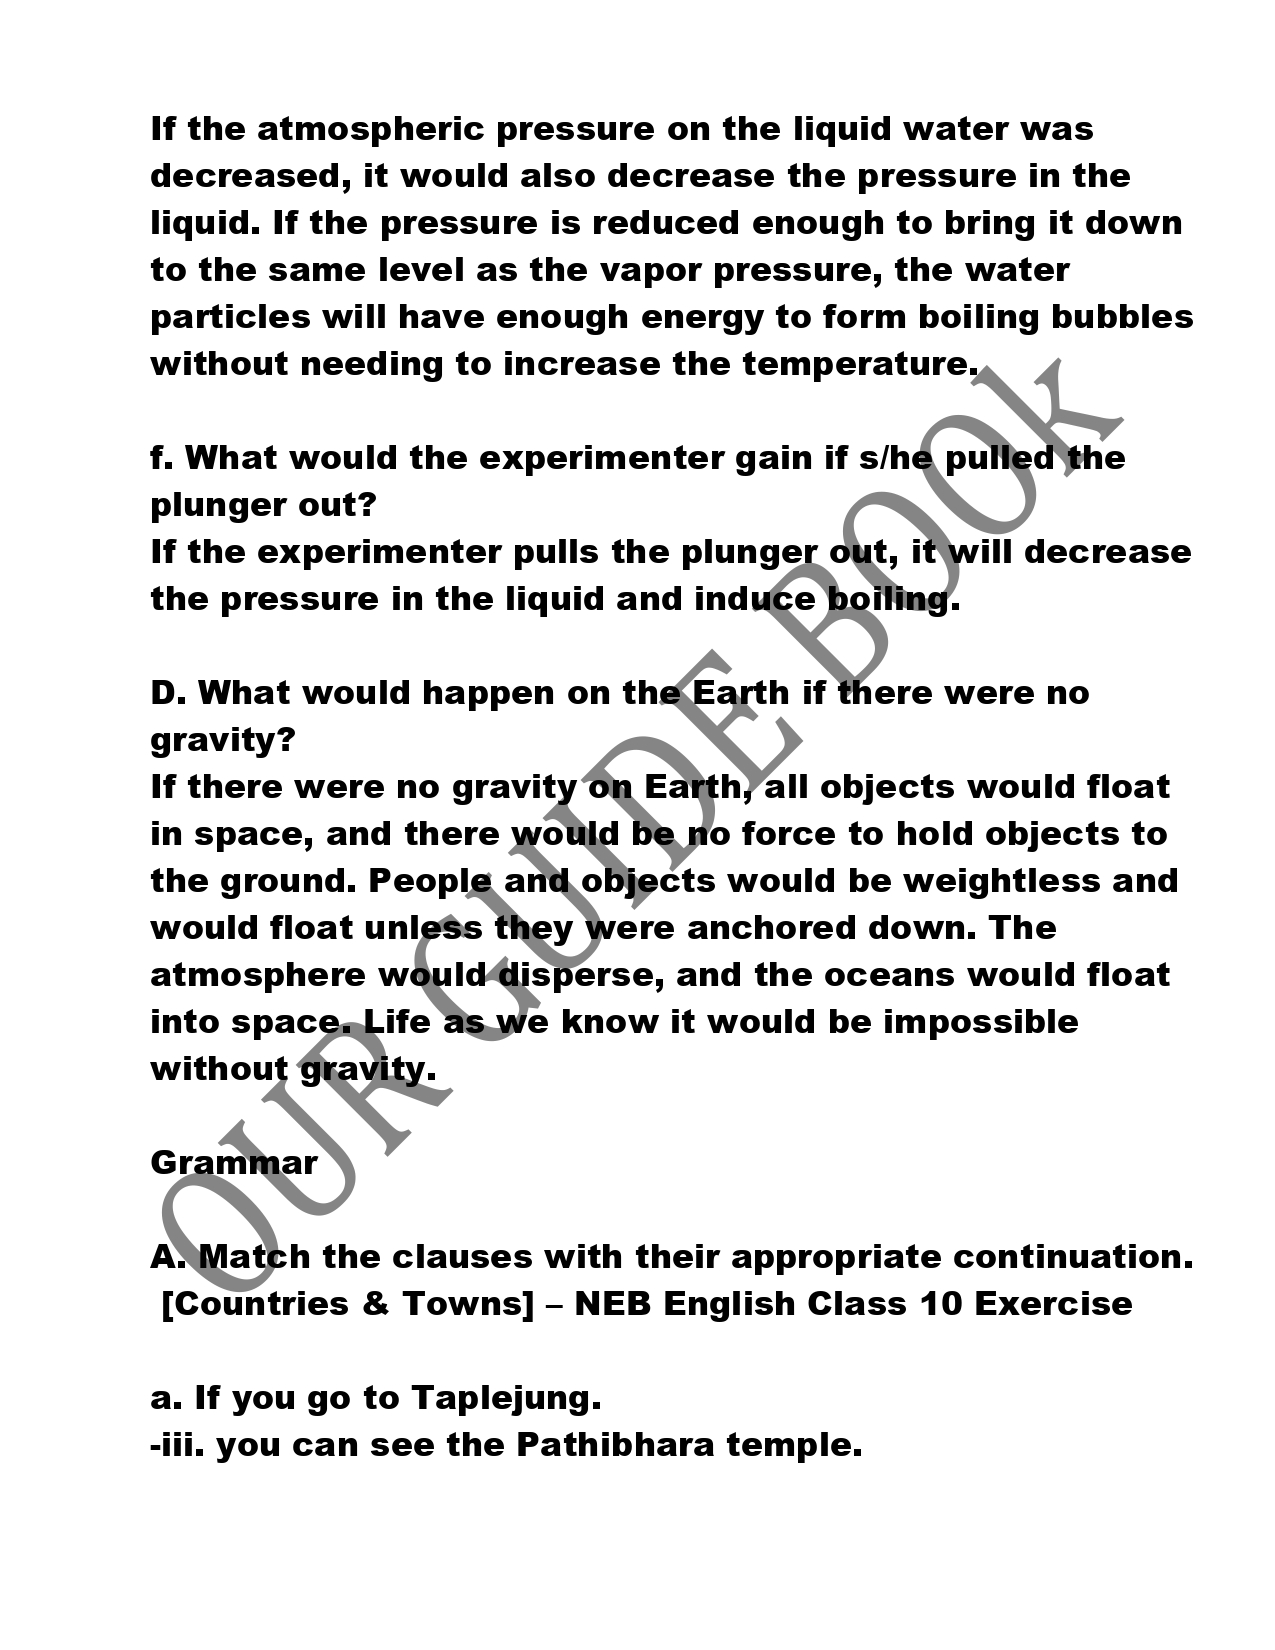 If the atmospheric pressure on the liquid water was
decreased, it would also decrease the pressure in the
liquid. If the pressure is reduced enough to bring it down
to the same level as the vapor pressure, the water
particles will have enough energy to form boiling bubbles
without needing to increase the temperature.
f. What would the experimenter gain if s/he pulled the
plunger out?
If the experimenter pulls the plunger out, it will decrease
the pressure in the liquid and induce boiling.
D. What would happen on the Earth if there were no
gravity?
If there were no gravity on Earth, all objects would float
in space, and there would be no force to hold objects to
the ground. People and objects would be weightless and
would float unless they were anchored down. The
atmosphere would disperse, and the oceans would float
into space. Life as we know it would be impossible
without gravity.
Grammar
A. Match the clauses with their appropriate continuation.
[Countries & Towns] – NEB English Class 10 Exercise
a. If you go to Taplejung.
-iii. you can see the Pathibhara temple.
OUR GUIDE BOOk